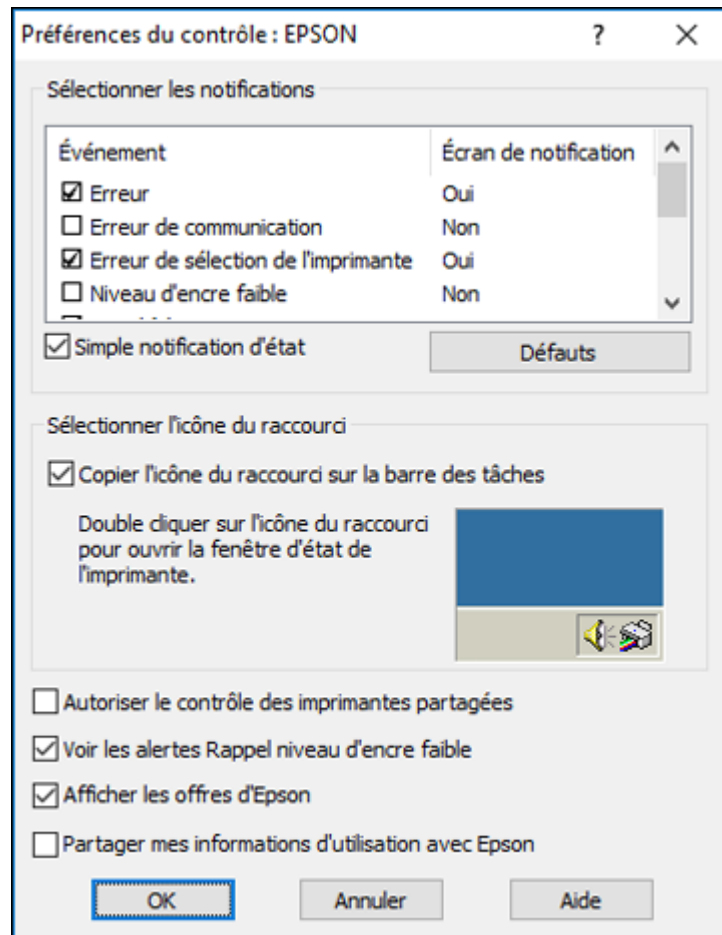 Préférences du contrôle : EPSON ? ✕
Sélectionner les notifications
Événement Écran de notification
Erreur Oui
Erreur de communication Non
Erreur de sélection de l'imprimante Oui
Niveau d'encre faible Non
Simple notification d'état
Défauts
Sélectionner l'icône du raccourci
Copier l'icône du raccourci sur la barre des tâches
Double cliquer sur l'icône du raccourci
pour ouvrir la fenêtre d'état de
l'imprimante.
Autoriser le contrôle des imprimantes partagées
Voir les alertes Rappel niveau d'encre faible
Afficher les offres d'Epson
Partager mes informations d'utilisation avec Epson
OK Annuler Aide